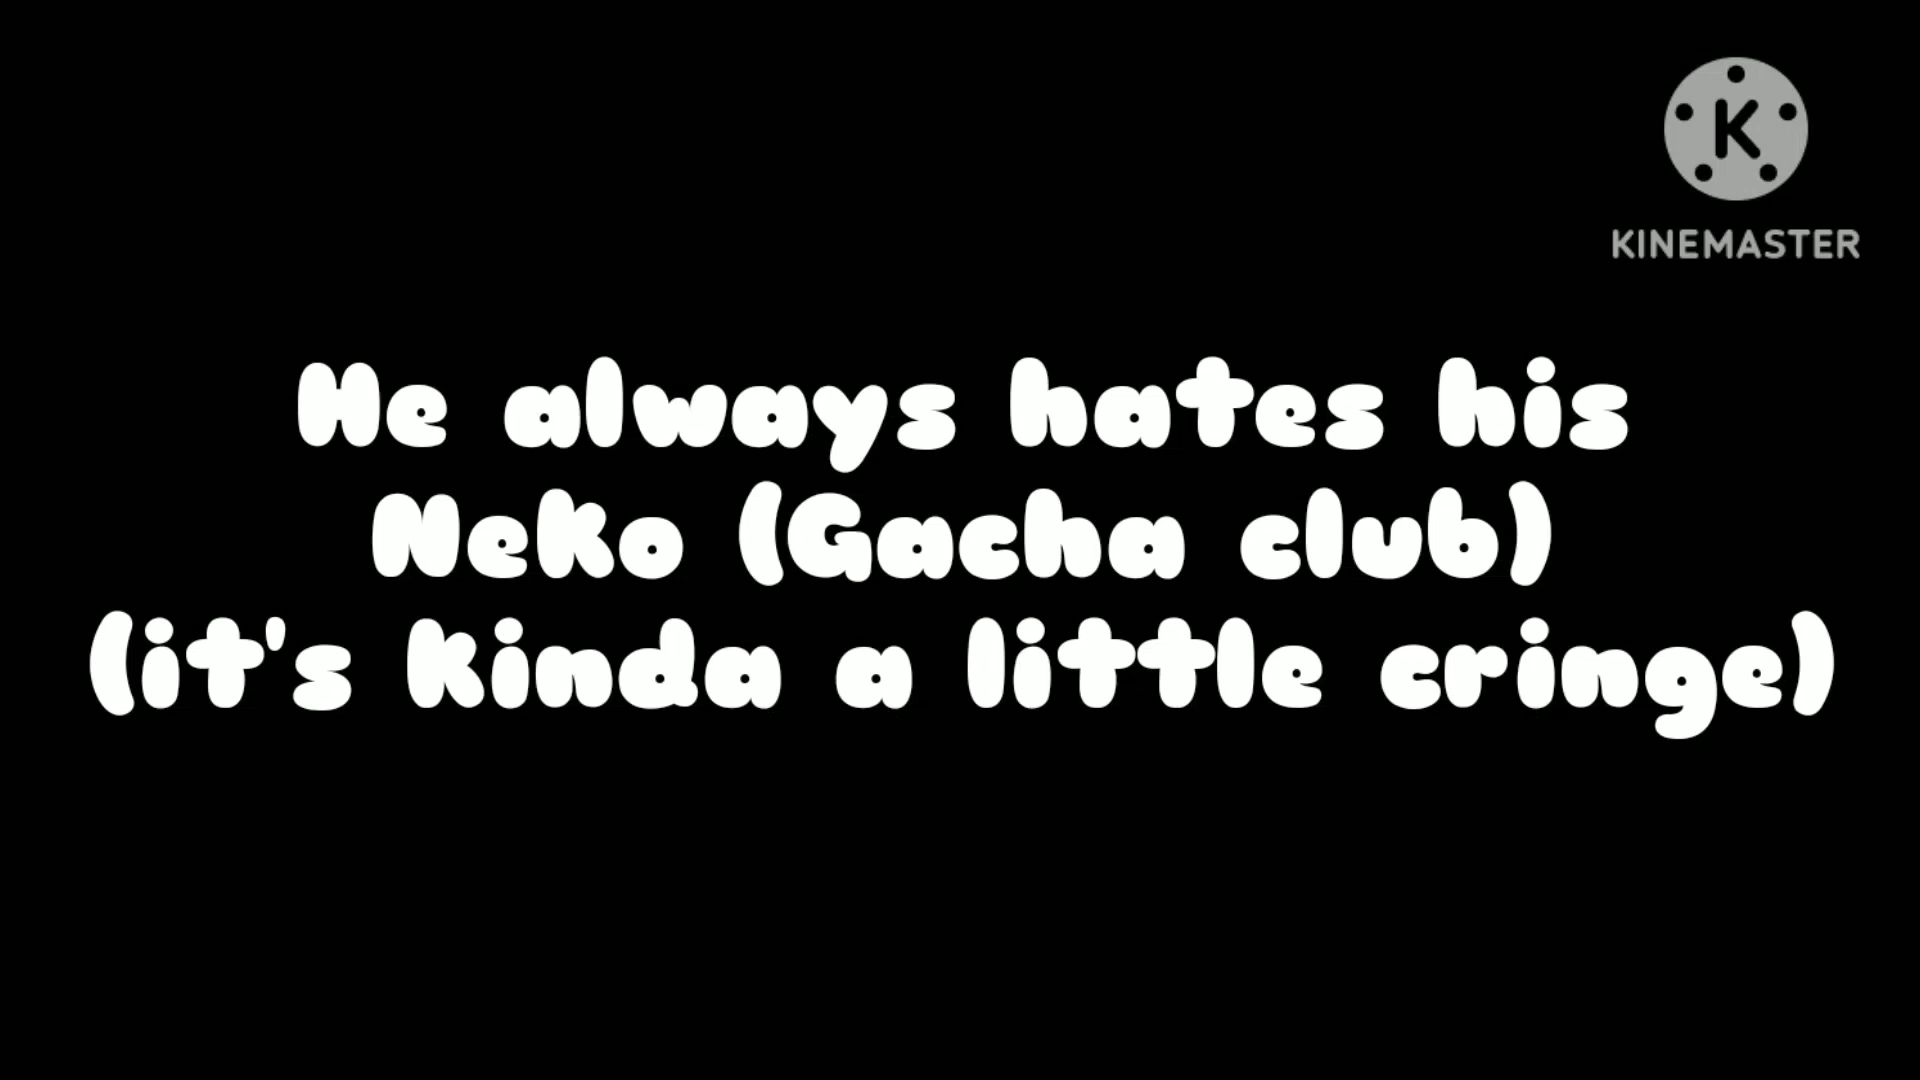 K
KINEMASTER
He always hates his
Neko (Gacha club)
(it's kinda a little cringe)